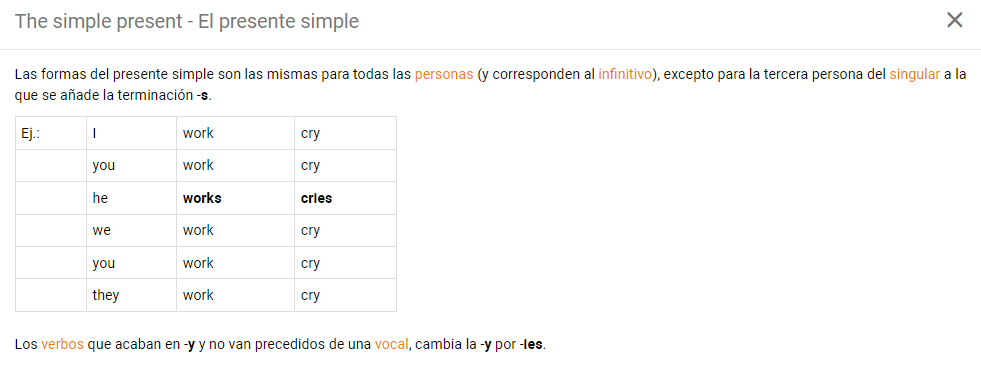 The simple present - El presente simple
Las formas del presente simple son las mismas para todas las personas (y corresponden al infinitivo), excepto para la tercera persona del singular a la
que se añade la terminación -s.
Ej.: I work cry
you work cry
he works cries
we work cry
you work cry
they work cry
Los verbos que acaban en -y y no van precedidos de una vocal, cambia la -y por -ies.